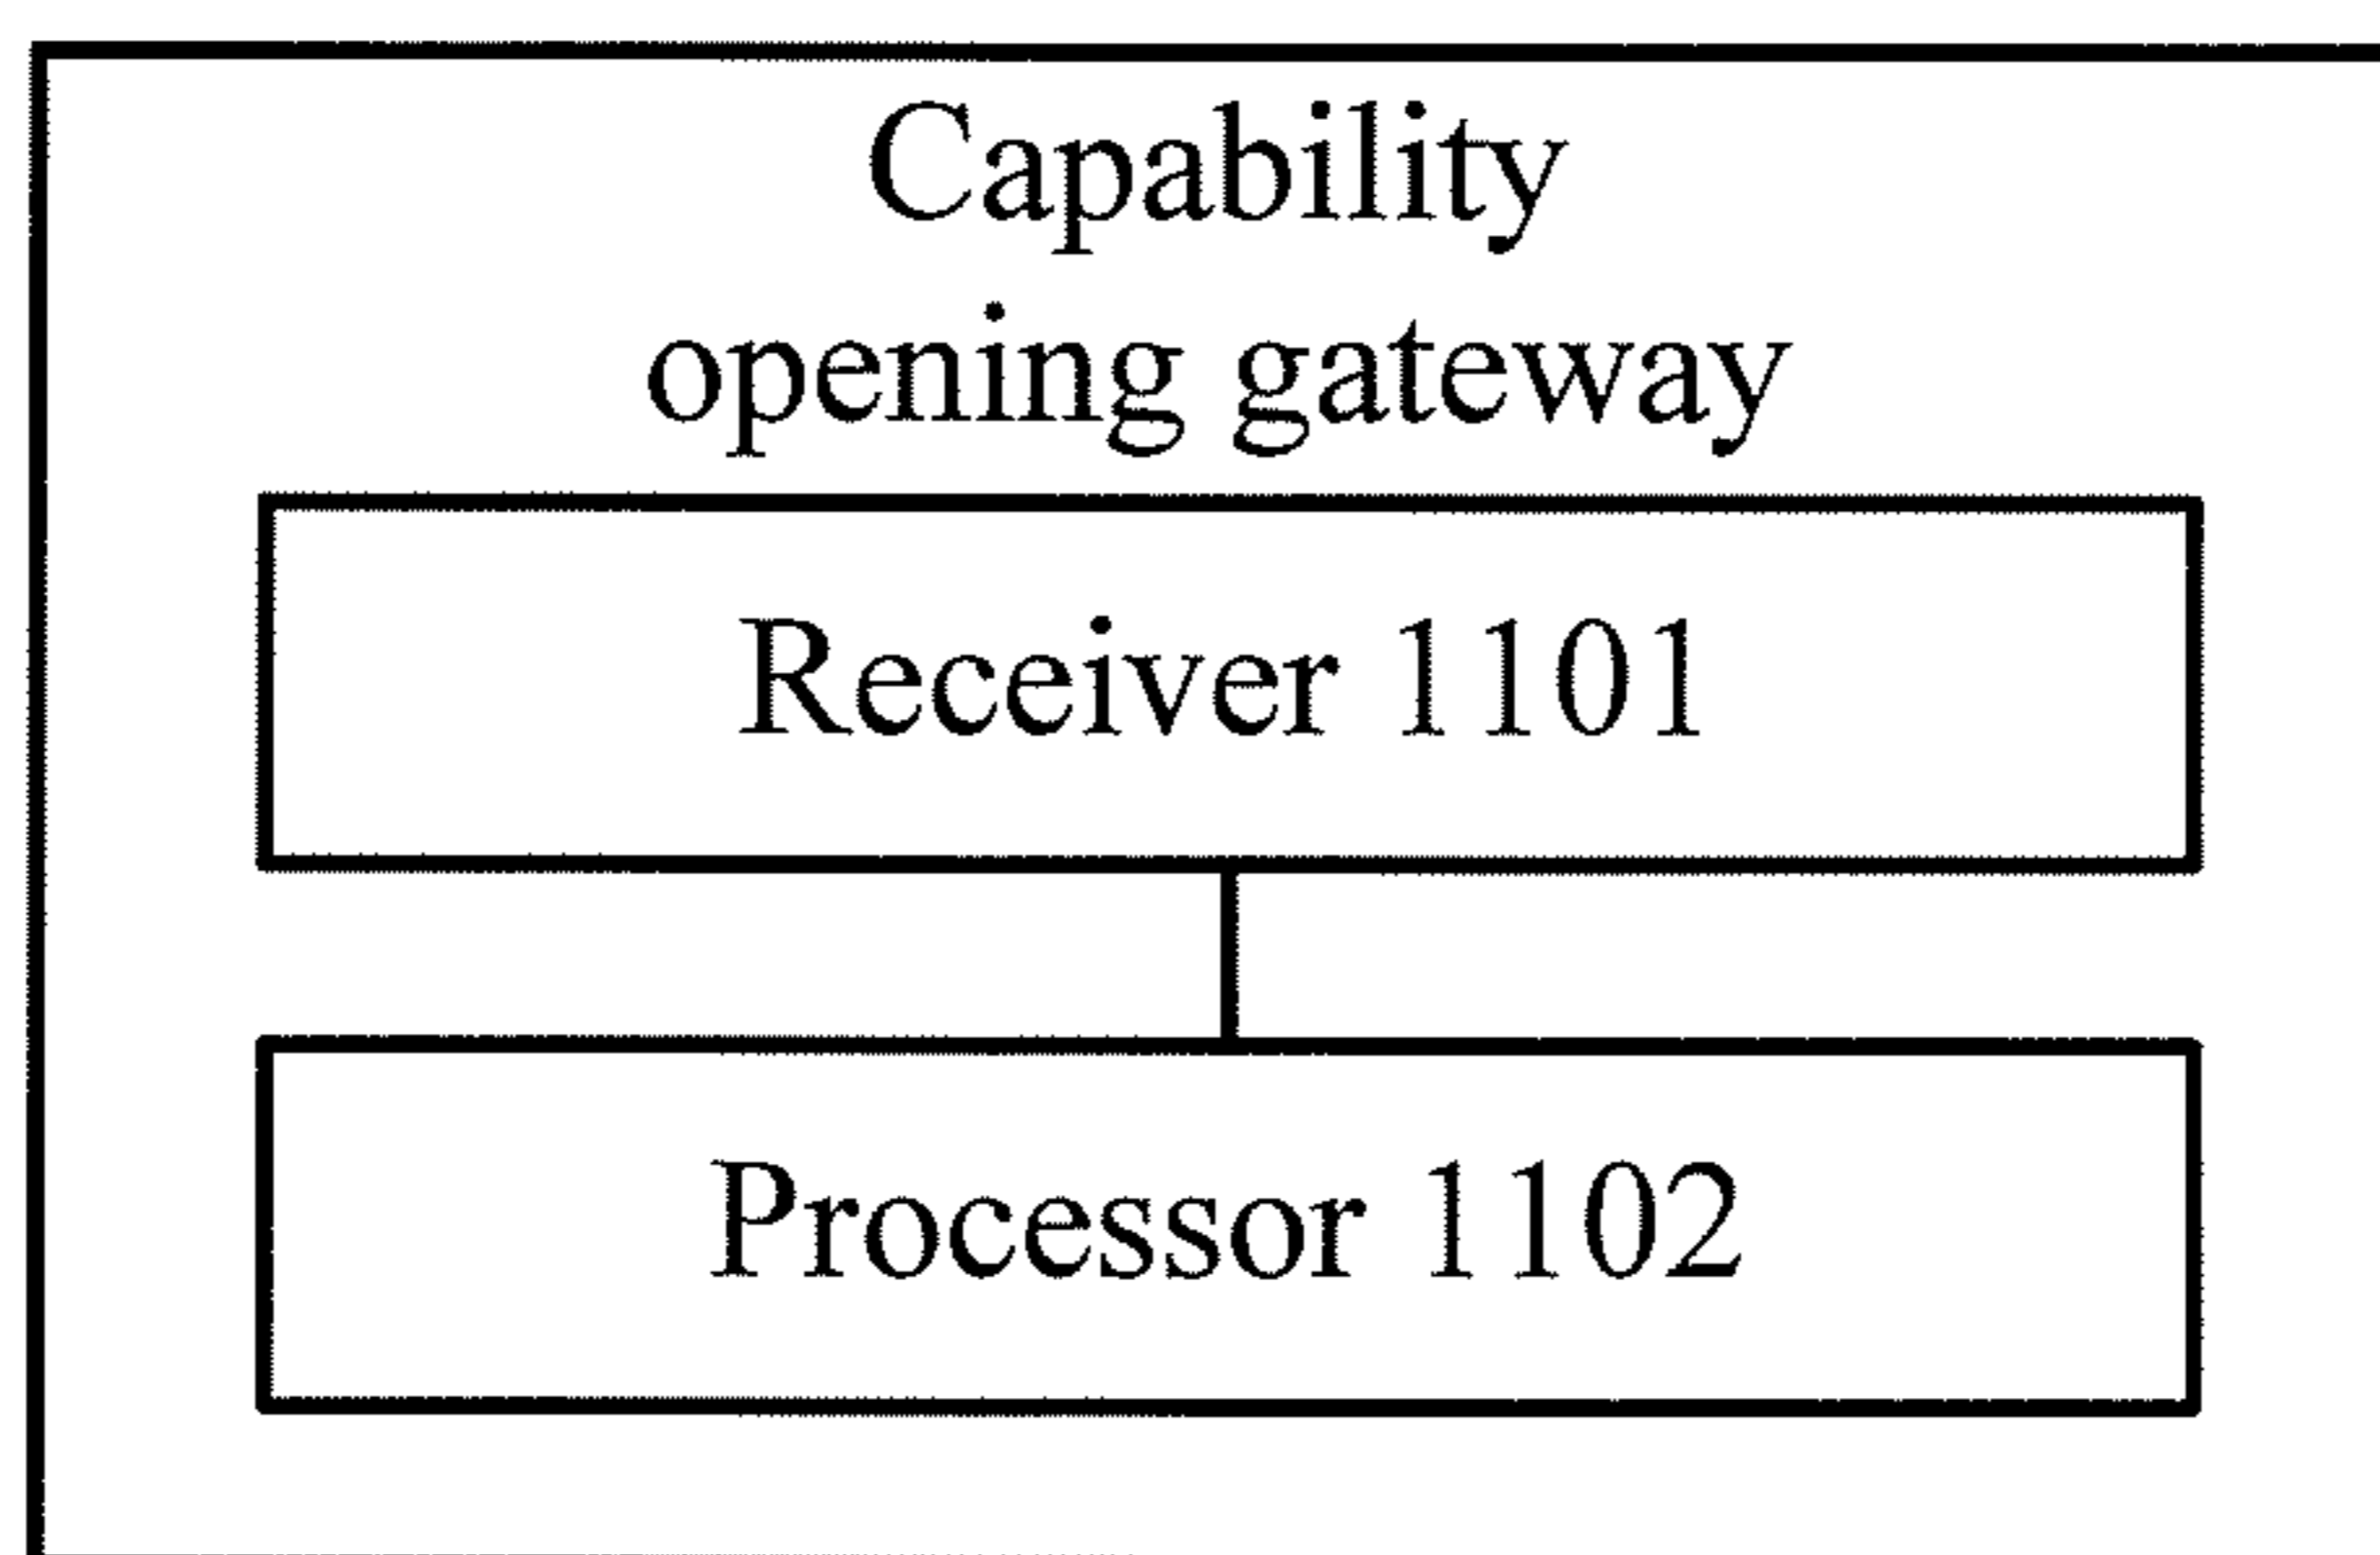 Capability
opening gateway
Receiver 1101
Processor 1102